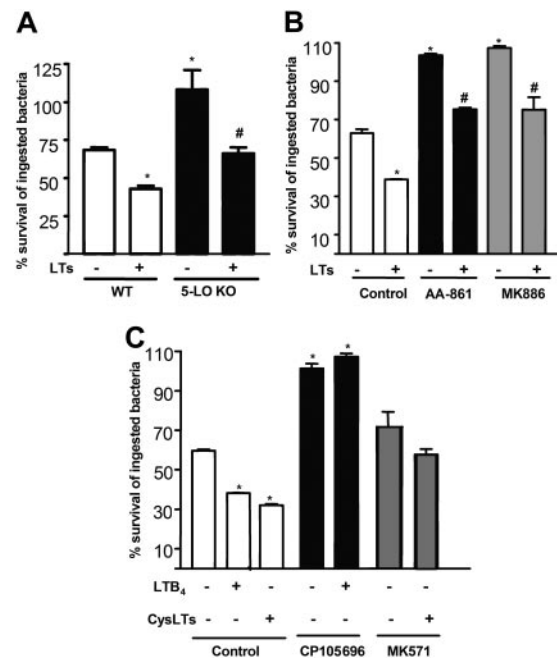 A
% survival of ingested bacteria
125
100
75
50
25
*
*
#
LTs - + - +
WT 5-LO KO
B
% survival of ingested bacteria
110
90
70
50
30
10
*
*
#
*
#
LTs - + - + - +
Control AA-861 MK886
C
% survival of ingested bacteria
110
90
70
50
30
10
* * * *
LTB4 - + - - + - -
CysLTs - - + - - - +
Control CP105696 MK571